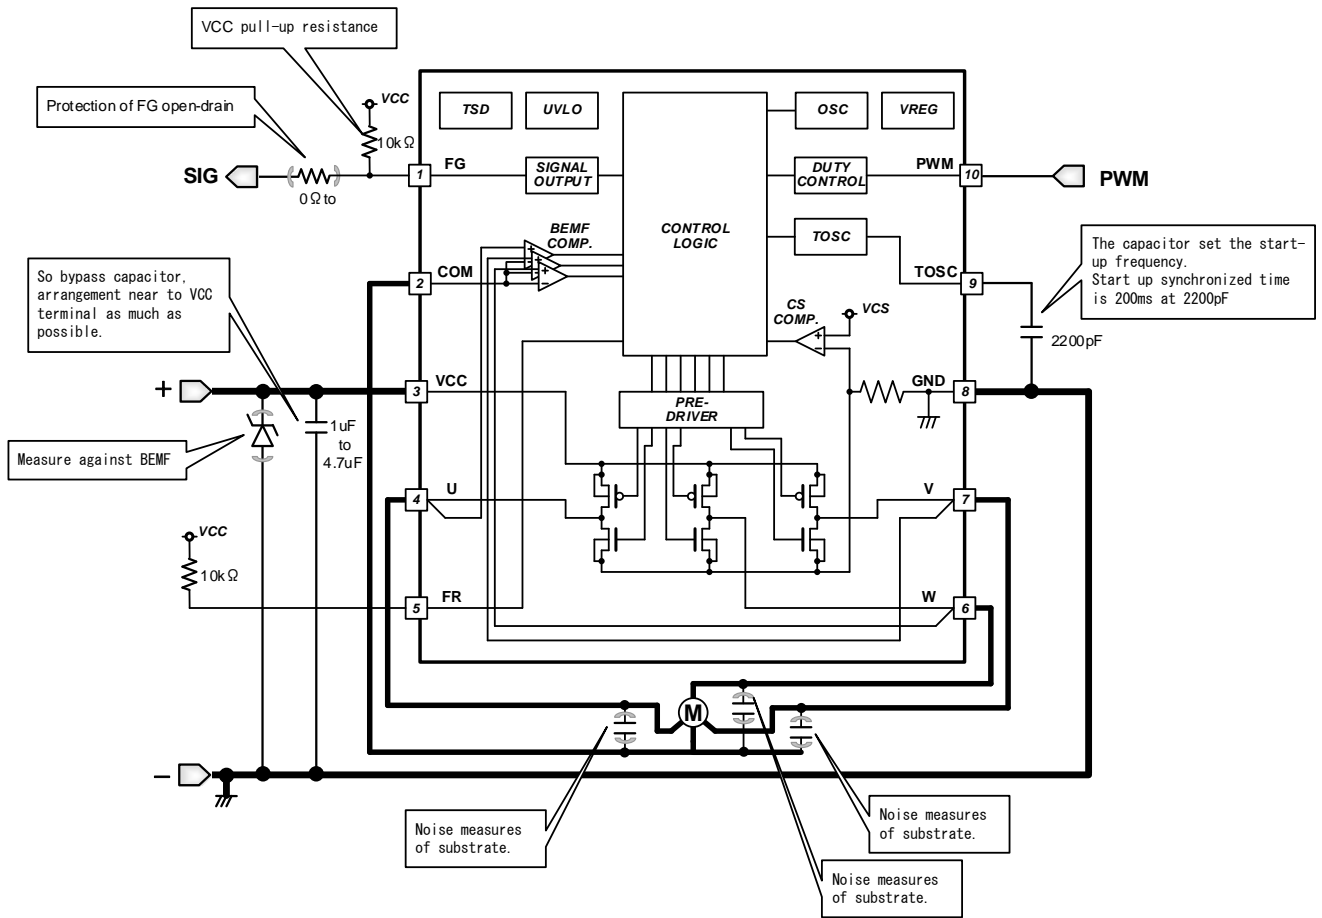 VCC pull-up resistance
Protection of FG open-drain
VCC
10kΩ
SIG
0Ω to
1
FG
TSD
UVLO
OSC
VREG
SIGNAL
OUTPUT
DUTY
CONTROL
PWM
10
PWM
BEMF
COMP.
CONTROL
LOGIC
TOSC
TOSC
9
The capacitor set the start-
up frequency.
Start up synchronized time
is 200ms at 2200pF
2200pF
So bypass capacitor,
arrangement near to VCC
terminal as much as
possible.
2
COM
CS
COMP.
VCS
+
3
VCC
GND
8
PRE-
DRIVER
1uF
to
4.7uF
Measure against BEMF
4
U
V
7
VCC
10kΩ
5
FR
W
6
M
−
Noise measures
of substrate.
Noise measures
of substrate.
Noise measures
of substrate.